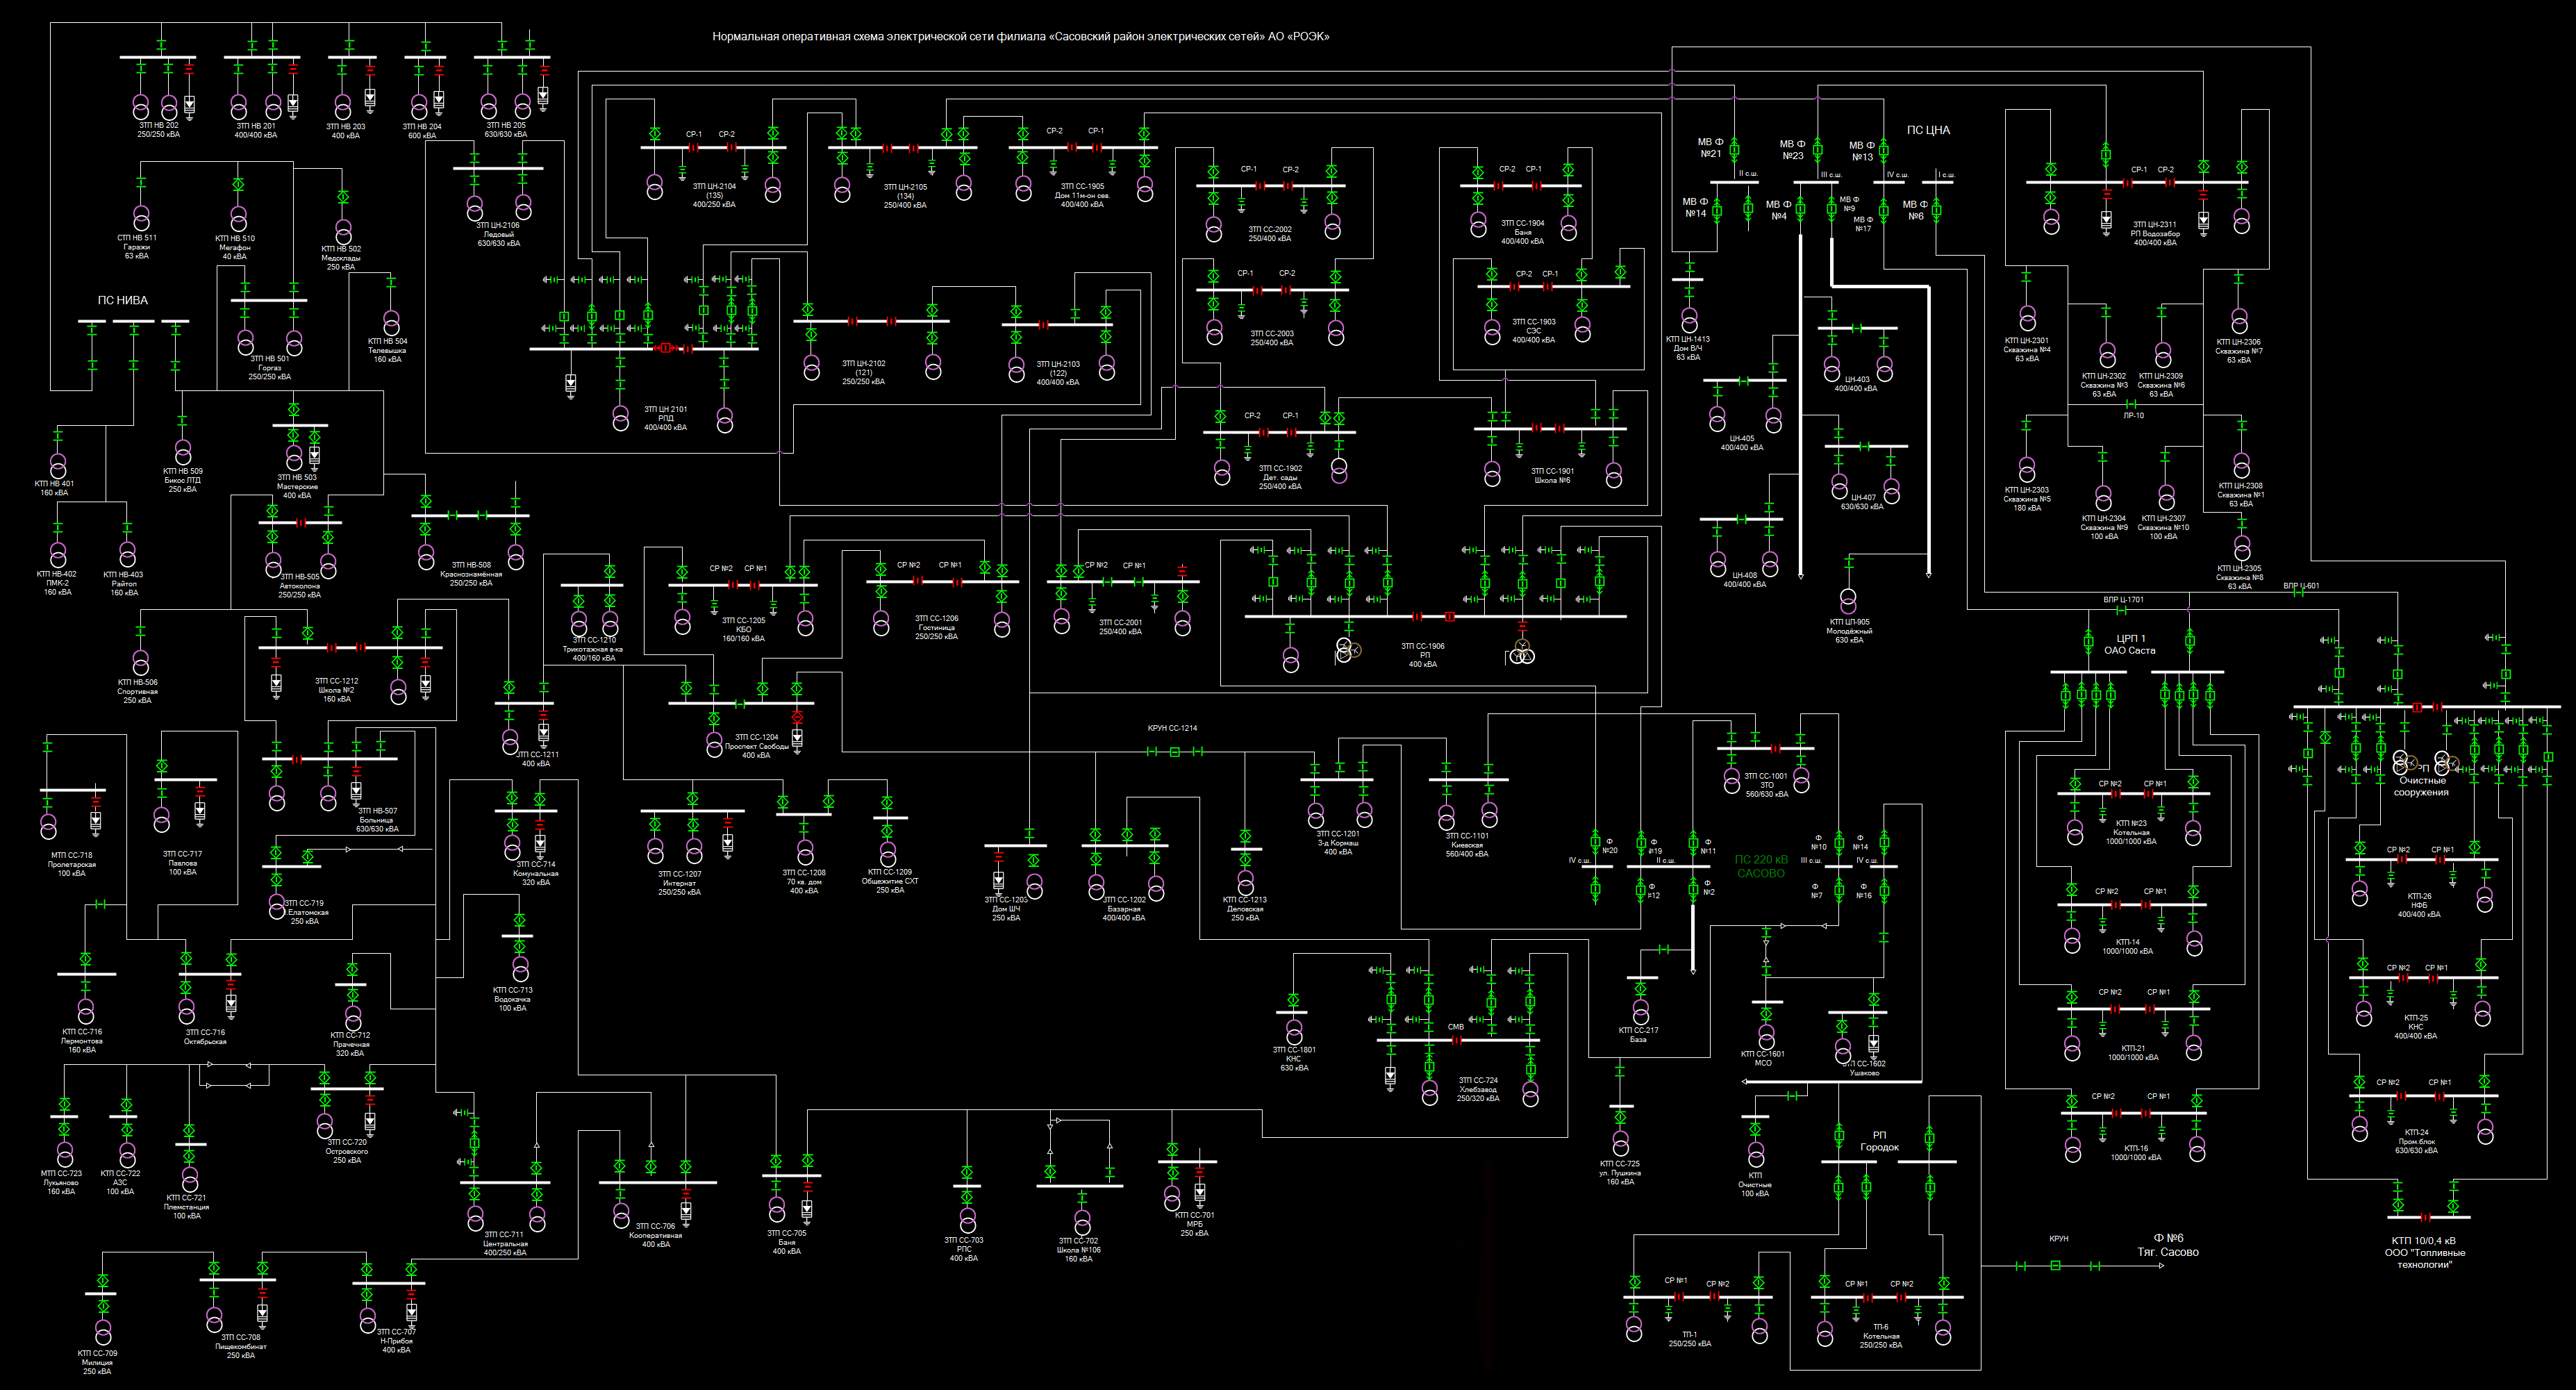 Нормальная оперативная схема электрической сети филиала «Сасовский район электрических сетей» АО «РОЭК»
ЗТП НВ 202
250/250 кВА
ЗТП НВ 201
400/400 кВА
ЗТП НВ 203
400 кВА
ЗТП НВ 204
600 кВА
ЗТП НВ 205
630/630 кВА
СТП НВ 511
Гаражи
63 кВА
КТП НВ 510
Мегафон
40 кВА
КТП НВ 502
Медсклады
250 кВА
ЗТП ЦН-2106
Ледовый
630/630 кВА
СР-1
СР-2
ЗТП ЦН-2104
(135)
400/250 кВА
ЗТП ЦН-2105
(134)
250/400 кВА
СР-2
СР-1
ЗТП СС-1905
Дом 11м-он сев.
400/400 кВА
СР-1
СР-2
ЗТП СС-2002
250/400 кВА
СР-2
СР-1
ЗТП СС-1904
Баня
400/400 кВА
ПС ЦНА
МВ Ф
№21
МВ Ф
№23
МВ Ф
№13
II с.ш.
III с.ш.
IV с.ш.
I с.ш.
МВ Ф
№14
МВ Ф
№4
МВ Ф
№9
МВ Ф
№17
МВ Ф
№6
СР-1
СР-2
ЗТП ЦН-2311
РП Водозабор
400/400 кВА
ПС НИВА
ЗТП НВ 501
Горгаз
250/250 кВА
КТП НВ 504
Телевышка
160 кВА
ЗТП ЦН 2101
РПД
400/400 кВА
ЗТП ЦН-2102
(121)
250/250 кВА
ЗТП ЦН-2103
(122)
400/400 кВА
СР-1
СР-2
ЗТП СС-2003
250/400 кВА
СР-2
СР-1
ЗТП СС-1903
СЭС
400/400 кВА
КТП ЦН-1413
Дом В/Ч
63 кВА
ЦН-403
400/400 кВА
КТП ЦН-2301
Скважина №4
63 кВА
КТП ЦН-2302
Скважина №3
63 кВА
КТП ЦН-2309
Скважина №6
63 кВА
КТП ЦН-2306
Скважина №7
63 кВА
ЛР-10
КТП НВ 401
160 кВА
КТП НВ 509
Бикос ЛТД
250 кВА
ЗТП НВ 503
Мастерские
400 кВА
СР-2
СР-1
ЗТП СС-1902
Дет. сады
250/400 кВА
ЗТП СС-1901
Школа №6
ЦН-405
400/400 кВА
ЦН-407
630/630 кВА
КТП ЦН-2303
Скважина №5
180 кВА
КТП ЦН-2304
Скважина №9
100 кВА
КТП ЦН-2307
Скважина №10
100 кВА
КТП ЦН-2308
Скважина №1
63 кВА
КТП ЦН-2305
Скважина №8
63 кВА
КТП НВ-402
ПМК-2
160 кВА
КТП НВ-403
Райтоп
160 кВА
ЗТП НВ-505
Автоколона
250/250 кВА
ЗТП НВ-508
Краснознамённая
250/250 кВА
ЗТП СС-1210
Трикотажная в-ка
400/160 кВА
СР №2
СР №1
ЗТП СС-1205
КБО
160/160 кВА
СР №2
СР №1
ЗТП СС-1206
Гостиница
250/250 кВА
СР №2
СР №1
ЗТП СС-2001
250/400 кВА
ЗТП СС-1906
РП
400 кВА
ЦН-408
400/400 кВА
КТП ЦП-905
Молодёжный
630 кВА
ВЛР Ц-601
ВЛР Ц-1701
ЦРП 1
ОАО Саста
КТП НВ-506
Спортивная
250 кВА
ЗТП СС-1212
Школа №2
160 кВА
ЛТП СС-1211
400 кВА
ЗТП СС-1204
Проспект Свободы
400 кВА
КРУН СС-1214
ЗТП СС-1001
ЗТО
560/630 кВА
РП
Очистные
сооружения
МТП СС-718
Пролетарская
100 кВА
ЗТП СС-717
Павлова
100 кВА
ЗТП НВ-507
Больница
630/630 кВА
ЗТП СС-714
Комунальная
320 кВА
ЗТП СС-1207
Интернат
250/250 кВА
ЗТП СС-1208
70 кв. дом
400 кВА
КТП СС-1209
Общежитие СХТ
250 кВА
ЗТП СС-1203
Дом ШЧ
250 кВА
ЗТП СС-1202
Базарная
400/400 кВА
КТП СС-1213
Деповская
250 кВА
ЗТП СС-1201
3-д Кормаш
400 кВА
ЗТП СС-1101
Киевская
560/400 кВА
Ф
№20
Ф
№19
Ф
№11
IV с.ш.
II с.ш.
Ф
№12
Ф
№2
ПС 220 кВ
САСОВО
Ф
№10
Ф
№14
III с.ш.
IV с.ш.
Ф
№7
Ф
№16
СР №2
СР №1
КТП №23
Котельная
1000/1000 кВА
СР №2
СР №1
КТП-14
1000/1000 кВА
СР №2
СР №1
КТП-26
НФБ
400/400 кВА
СР №2
СР №1
КТП-25
КНС
400/400 кВА
ЗТП СС-719
.Елатомская
250 кВА
КТП СС-716
Лермонтова
160 кВА
ЗТП СС-716
Октябрьская
КТП СС-712
Прачечная
320 кВА
КТП СС-713
Водокачка
100 кВА
ЗТП СС-1801
КНС
630 кВА
СМВ
ЗТП СС-724
Хлебзавод
250/320 кВА
КТП СС-217
База
КТП СС-1601
МСО
ЗТП СС-1602
Ушаково
СР №2
СР №1
КТП-21
1000/1000 кВА
СР №2
СР №1
КТП-16
1000/1000 кВА
СР №2
СР №1
КТП-24
Пром.блок
630/630 кВА
МТП СС-723
Лукьяново
160 кВА
КТП СС-722
АЗС
100 кВА
КТП СС-721
Племстанция
100 кВА
ЗТП СС-720
Островского
250 кВА
ЗТП СС-711
Центральная
400/250 кВА
ЗТП СС-706
Кооперативная
400 кВА
ЗТП СС-705
Баня
400 кВА
ЗТП СС-703
РПС
400 кВА
ЗТП СС-702
Школа №106
160 кВА
КТП СС-701
МРБ
250 кВА
КТП СС-725
ул. Пушкина
160 кВА
КТП
Очистные
100 кВА
РП
Городок
КРУН
Ф №6
Тяг. Сасово
КТП 10/0,4 кВ
ООО "Топливные
технологии"
КТП СС-709
Милиция
250 кВА
ЗТП СС-708
Пищекомбинат
250 кВА
ЗТП СС-707
Н-Прибоя
400 кВА
СР №1
СР №2
ТП-1
250/250 кВА
СР №1
СР №2
ТП-6
Котельная
250/250 кВА